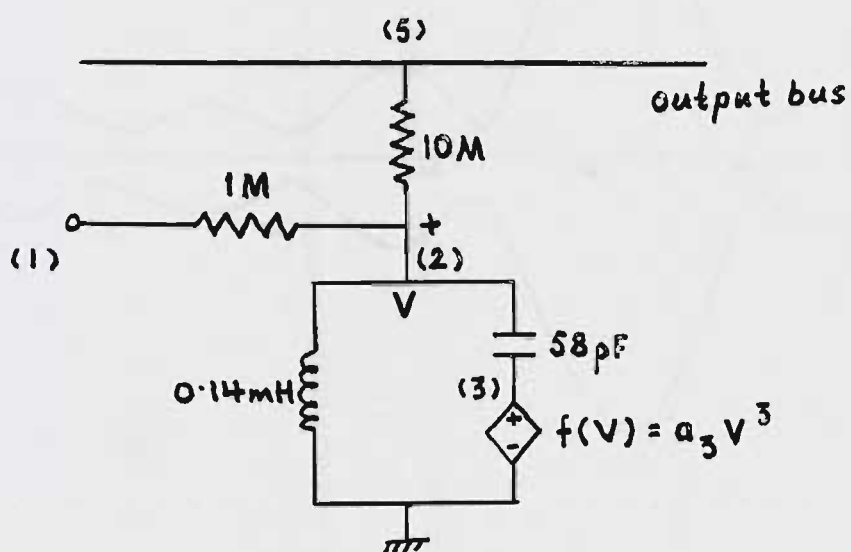 (5)
output bus
10M
1M
+
(1)
(2)
V
58pF
0.14mH
(3)
+
-
f(V) = a₃V³